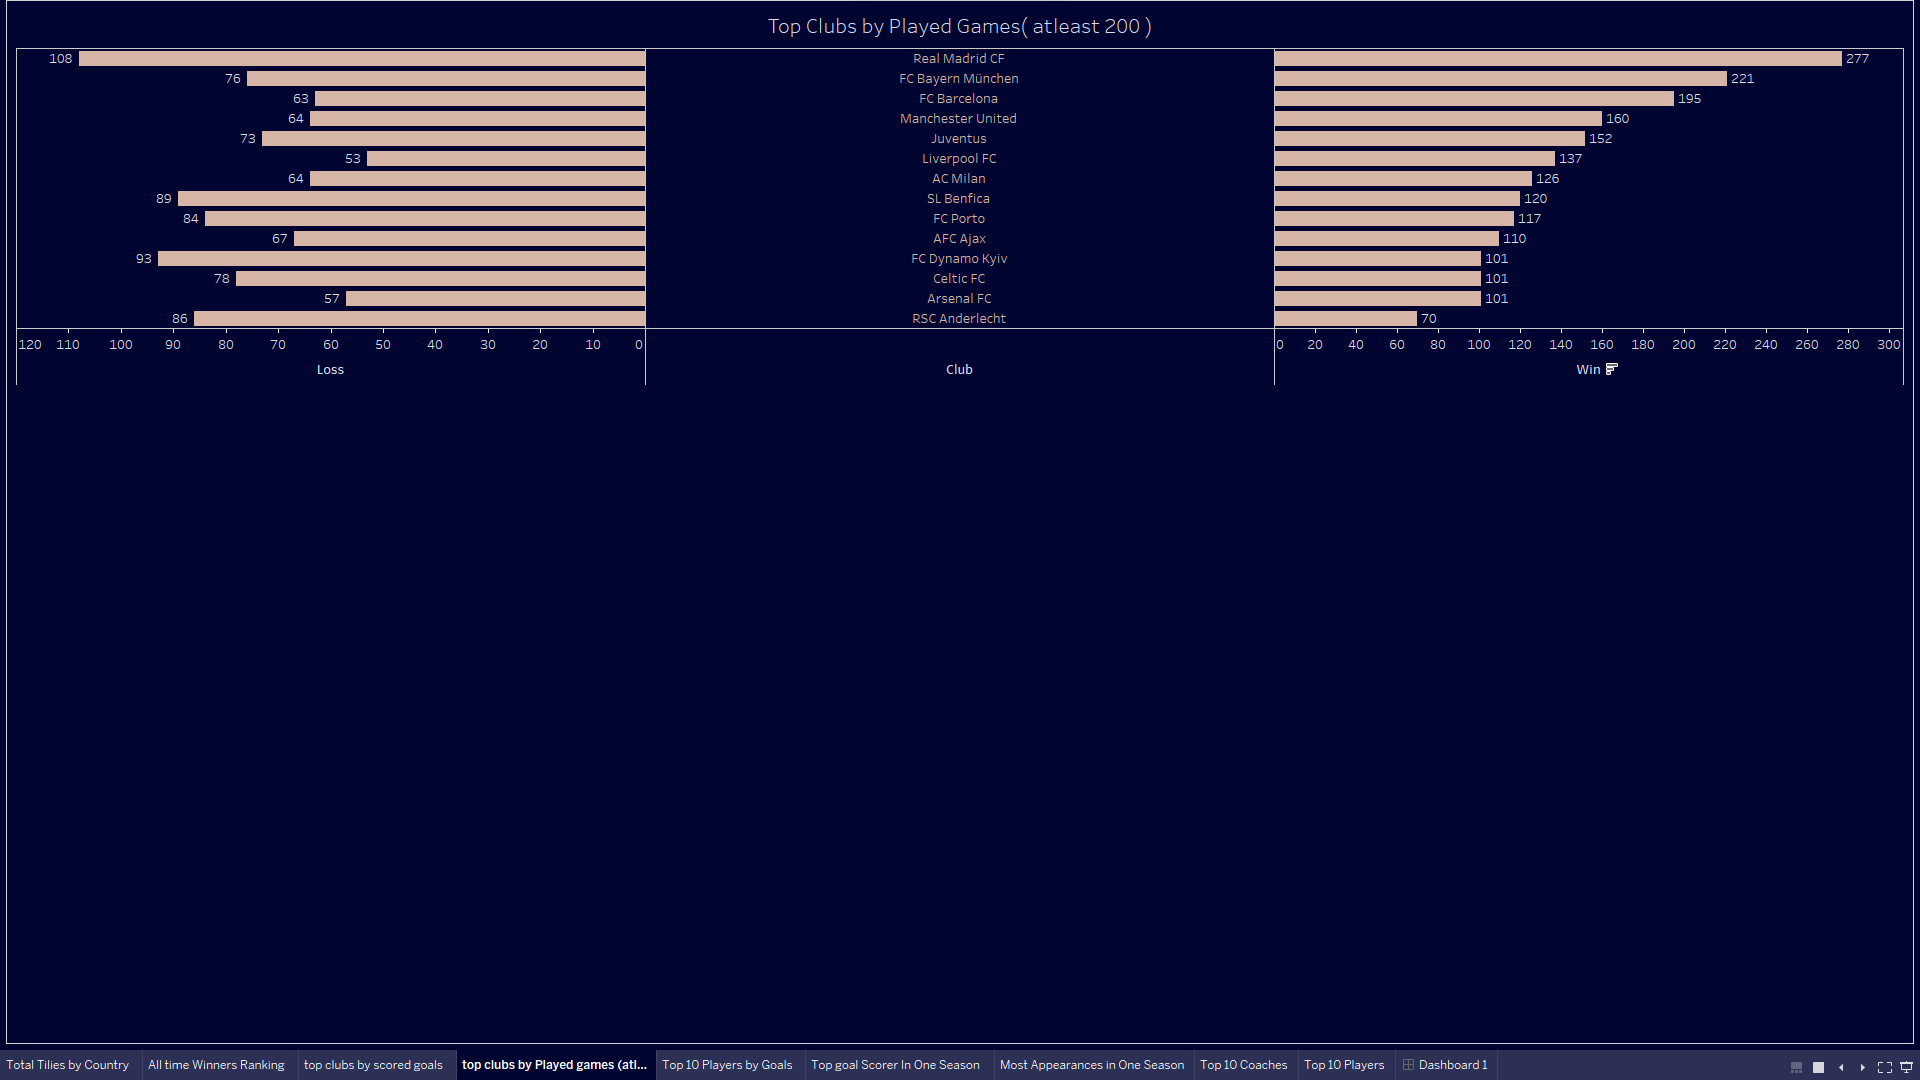 Top Clubs by Played Games( atleast 200 )
108 Real Madrid CF 277
76 FC Bayern München 221
63 FC Barcelona 195
64 Manchester United 160
73 Juventus 152
53 Liverpool FC 137
64 AC Milan 126
89 SL Benfica 120
84 FC Porto 117
67 AFC Ajax 110
93 FC Dynamo Kyiv 101
78 Celtic FC 101
57 Arsenal FC 101
86 RSC Anderlecht 70
120 110 100 90 80 70 60 50 40 30 20 10 0 0 20 40 60 80 100 120 140 160 180 200 220 240 260 280 300
Loss Club Win
Total Tilies by Country All time Winners Ranking top clubs by scored goals top clubs by Played games (atl... Top 10 Players by Goals Top goal Scorer In One Season Most Appearances in One Season Top 10 Coaches Top 10 Players Dashboard 1